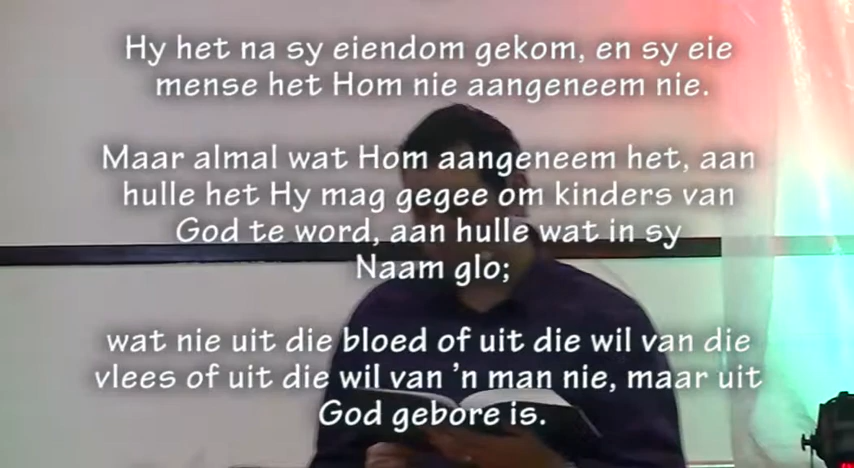 Hy het na sy eiendom gekom, en sy eie
mense het Hom nie aangeneem nie.
Maar almal wat Hom aangeneem het, aan
hulle het Hy mag gegee om kinders van
God te word, aan hulle wat in sy
Naam glo;
wat nie uit die bloed of uit die wil van die
vlees of uit die wil van ’n man nie, maar uit
God gebore is.